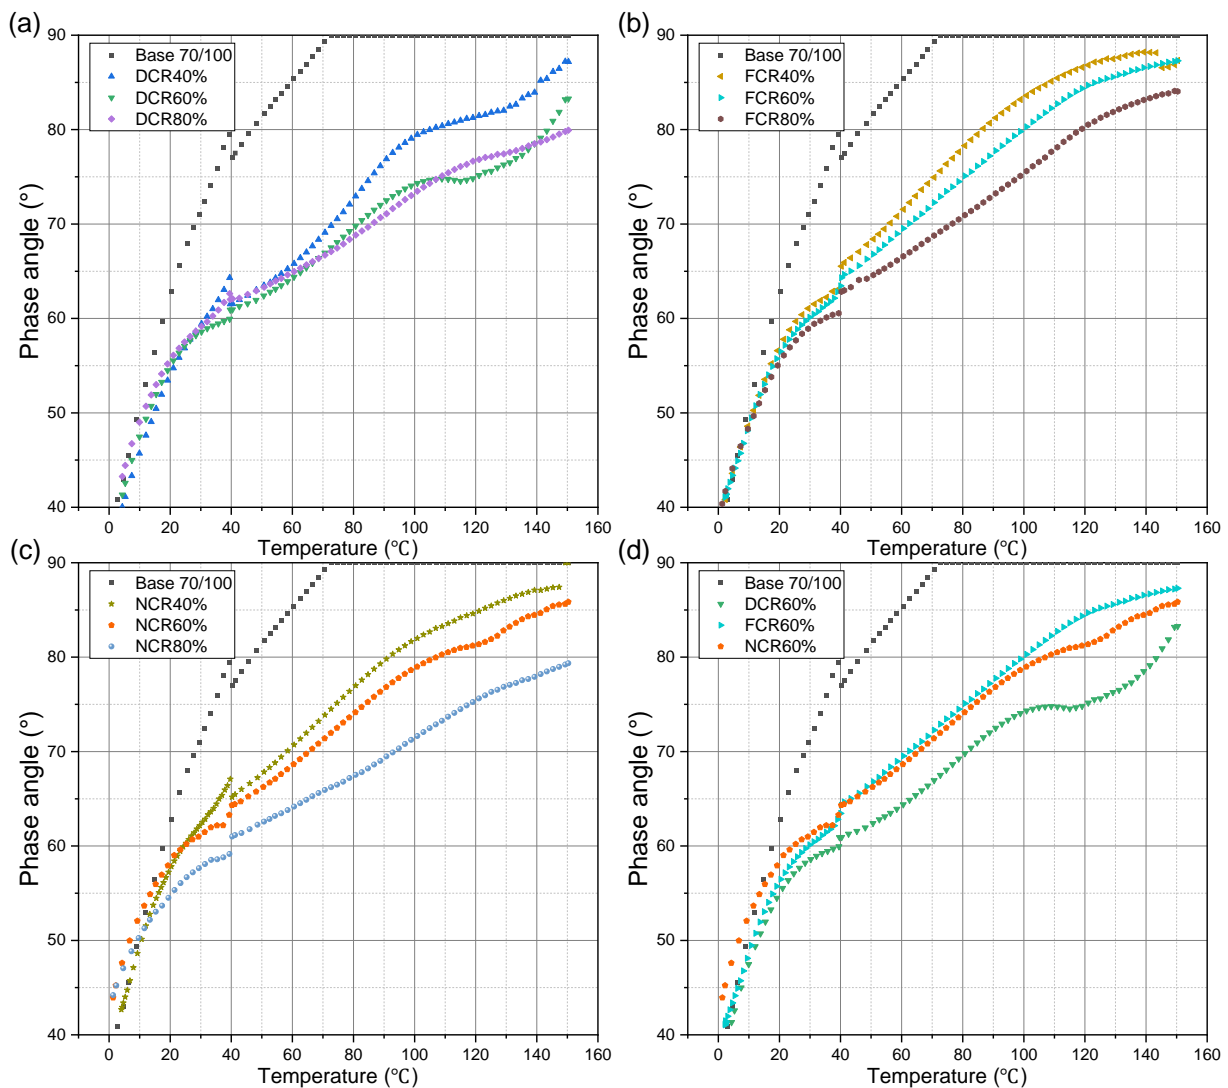 (a)
Phase angle (°)
90
80
70
60
50
40
Base 70/100
DCR40%
DCR60%
DCR80%
0 20 40 60 80 100 120 140 160
Temperature (℃)
(b)
Phase angle (°)
90
80
70
60
50
40
Base 70/100
FCR40%
FCR60%
FCR80%
0 20 40 60 80 100 120 140 160
Temperature (℃)
(c)
Phase angle (°)
90
80
70
60
50
40
Base 70/100
NCR40%
NCR60%
NCR80%
0 20 40 60 80 100 120 140 160
Temperature (℃)
(d)
Phase angle (°)
90
80
70
60
50
40
Base 70/100
DCR60%
FCR60%
NCR60%
0 20 40 60 80 100 120 140 160
Temperature (℃)